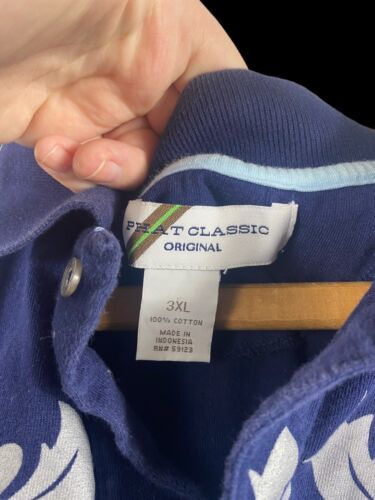 PHAT CLASSIC
ORIGINAL
3XL
100% COTTON
MADE IN
INDONESIA
RN# 59123